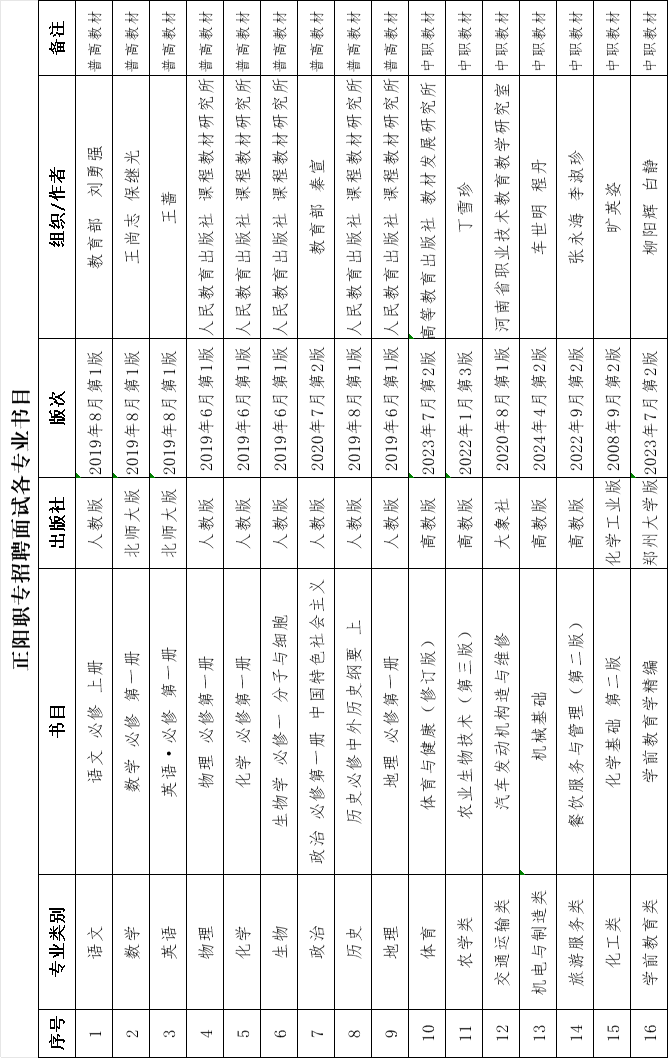 正阳职专招聘面试各专业书目
序号 专业类别 书目 出版社 版次 组织/作者 备注
1 语文 语文 必修 上册 人教版 2019年8月第1版 教育部 刘勇强 普高教材
2 数学 数学 必修 第一册 北师大版 2019年8月第1版 王尚志 保继光 普高教材
3 英语 英语·必修 第一册 北师大版 2019年8月第1版 王蔷 普高教材
4 物理 物理 必修第一册 人教版 2019年6月第1版 人民教育出版社 课程教材研究所 普高教材
5 化学 化学 必修第一册 人教版 2019年6月第1版 人民教育出版社 课程教材研究所 普高教材
6 生物 生物学 必修一 分子与细胞 人教版 2019年6月第1版 人民教育出版社 课程教材研究所 普高教材
7 政治 政治 必修第一册 中国特色社会主义 人教版 2020年7月第2版 教育部 秦宣 普高教材
8 历史 历史必修中外历史纲要 上 人教版 2019年8月第1版 人民教育出版社 课程教材研究所 普高教材
9 地理 地理 必修第一册 人教版 2019年6月第1版 人民教育出版社 课程教材研究所 普高教材
10 体育 体育与健康（修订版） 高教版 2023年7月第2版 高等教育出版社 教材发展研究所 中职教材
11 农学类 农业生物技术（第三版） 高教版 2022年1月第3版 丁雪珍 中职教材
12 交通运输类 汽车发动机构造与维修 大象社 2020年8月第1版 河南省职业技术教育教学研究室 中职教材
13 机电与制造类 机械基础 高教版 2024年4月第2版 车世明 程丹 中职教材
14 旅游服务类 餐饮服务与管理（第二版） 高教版 2022年9月第2版 张永海 李淑珍 中职教材
15 化工类 化学基础 第二版 化学工业版 2008年9月第2版 旷英姿 中职教材
16 学前教育类 学前教育学精编 郑州大学版 2023年7月第2版 柳阳辉 白静 中职教材